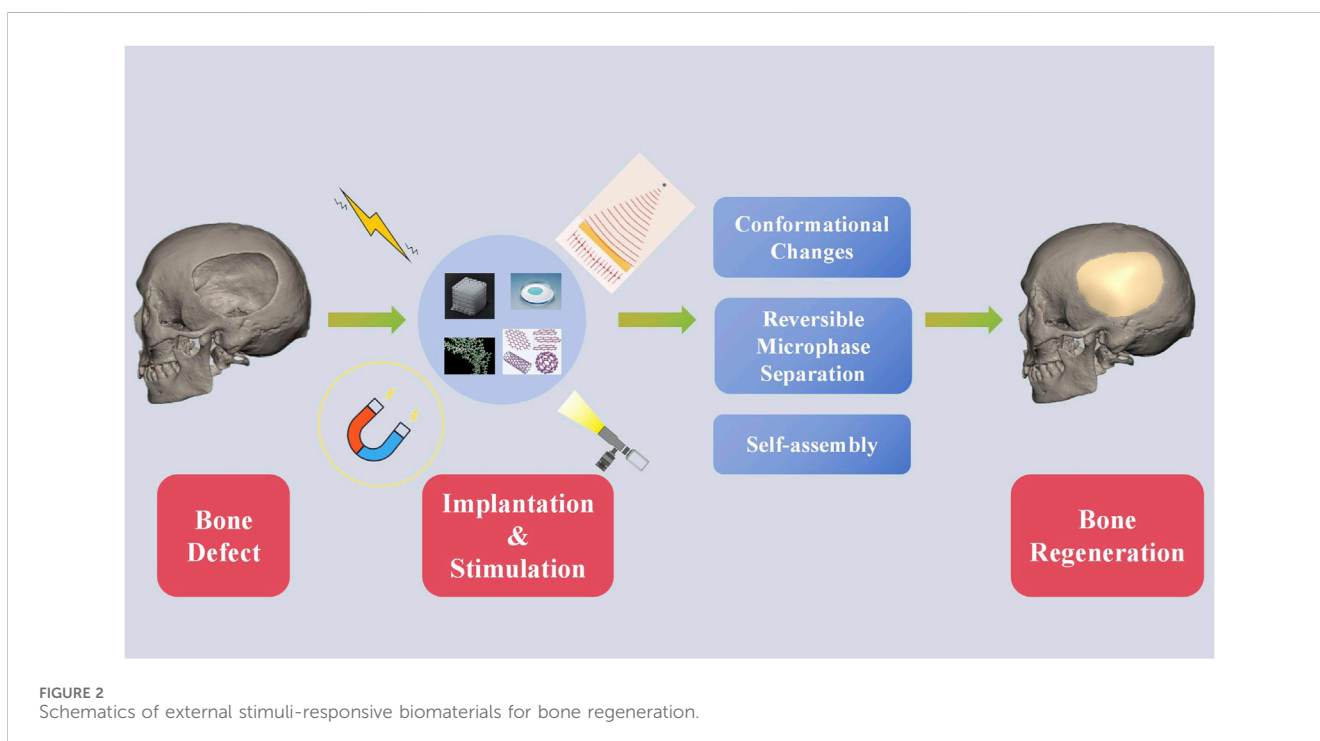 Conformational
Changes
Reversible
Microphase
Separation
Self-assembly
Bone
Defect
Implantation
&
Stimulation
Bone
Regeneration
FIGURE 2
Schematics of external stimuli-responsive biomaterials for bone regeneration.